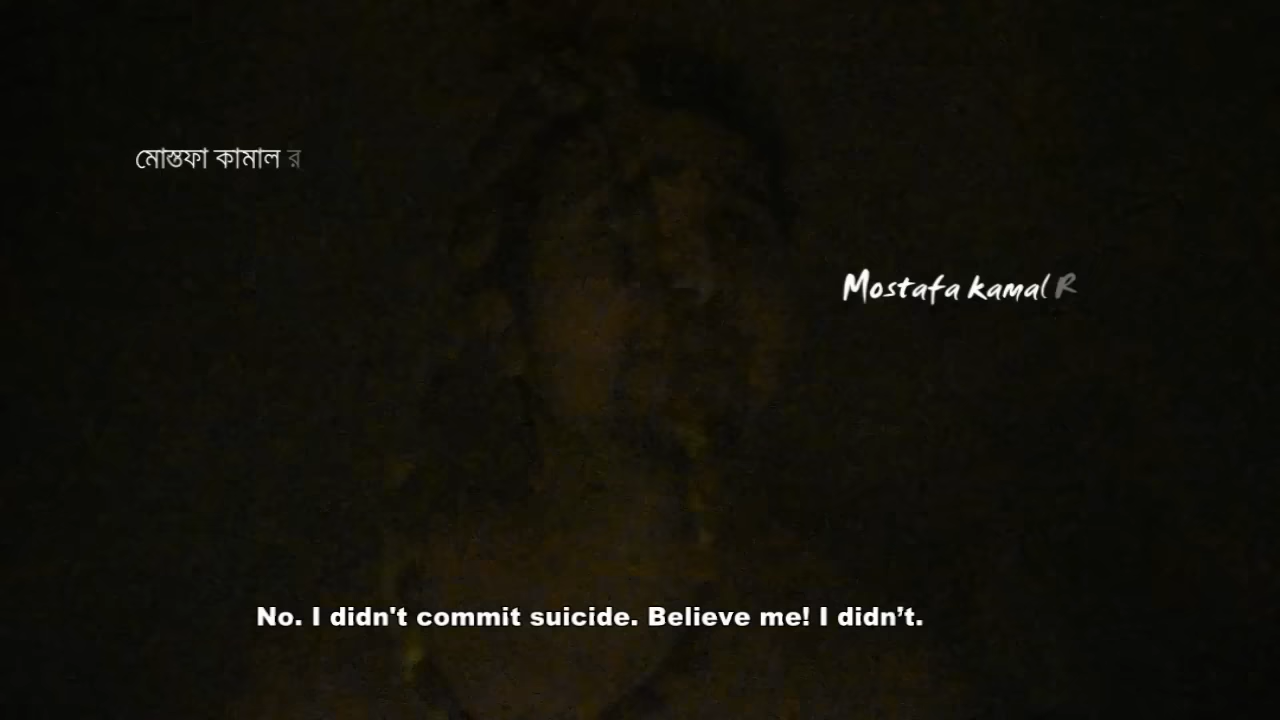 মোস্তফা কামাল র
Mostafa kamal R
No. I didn't commit suicide. Believe me! I didn’t.